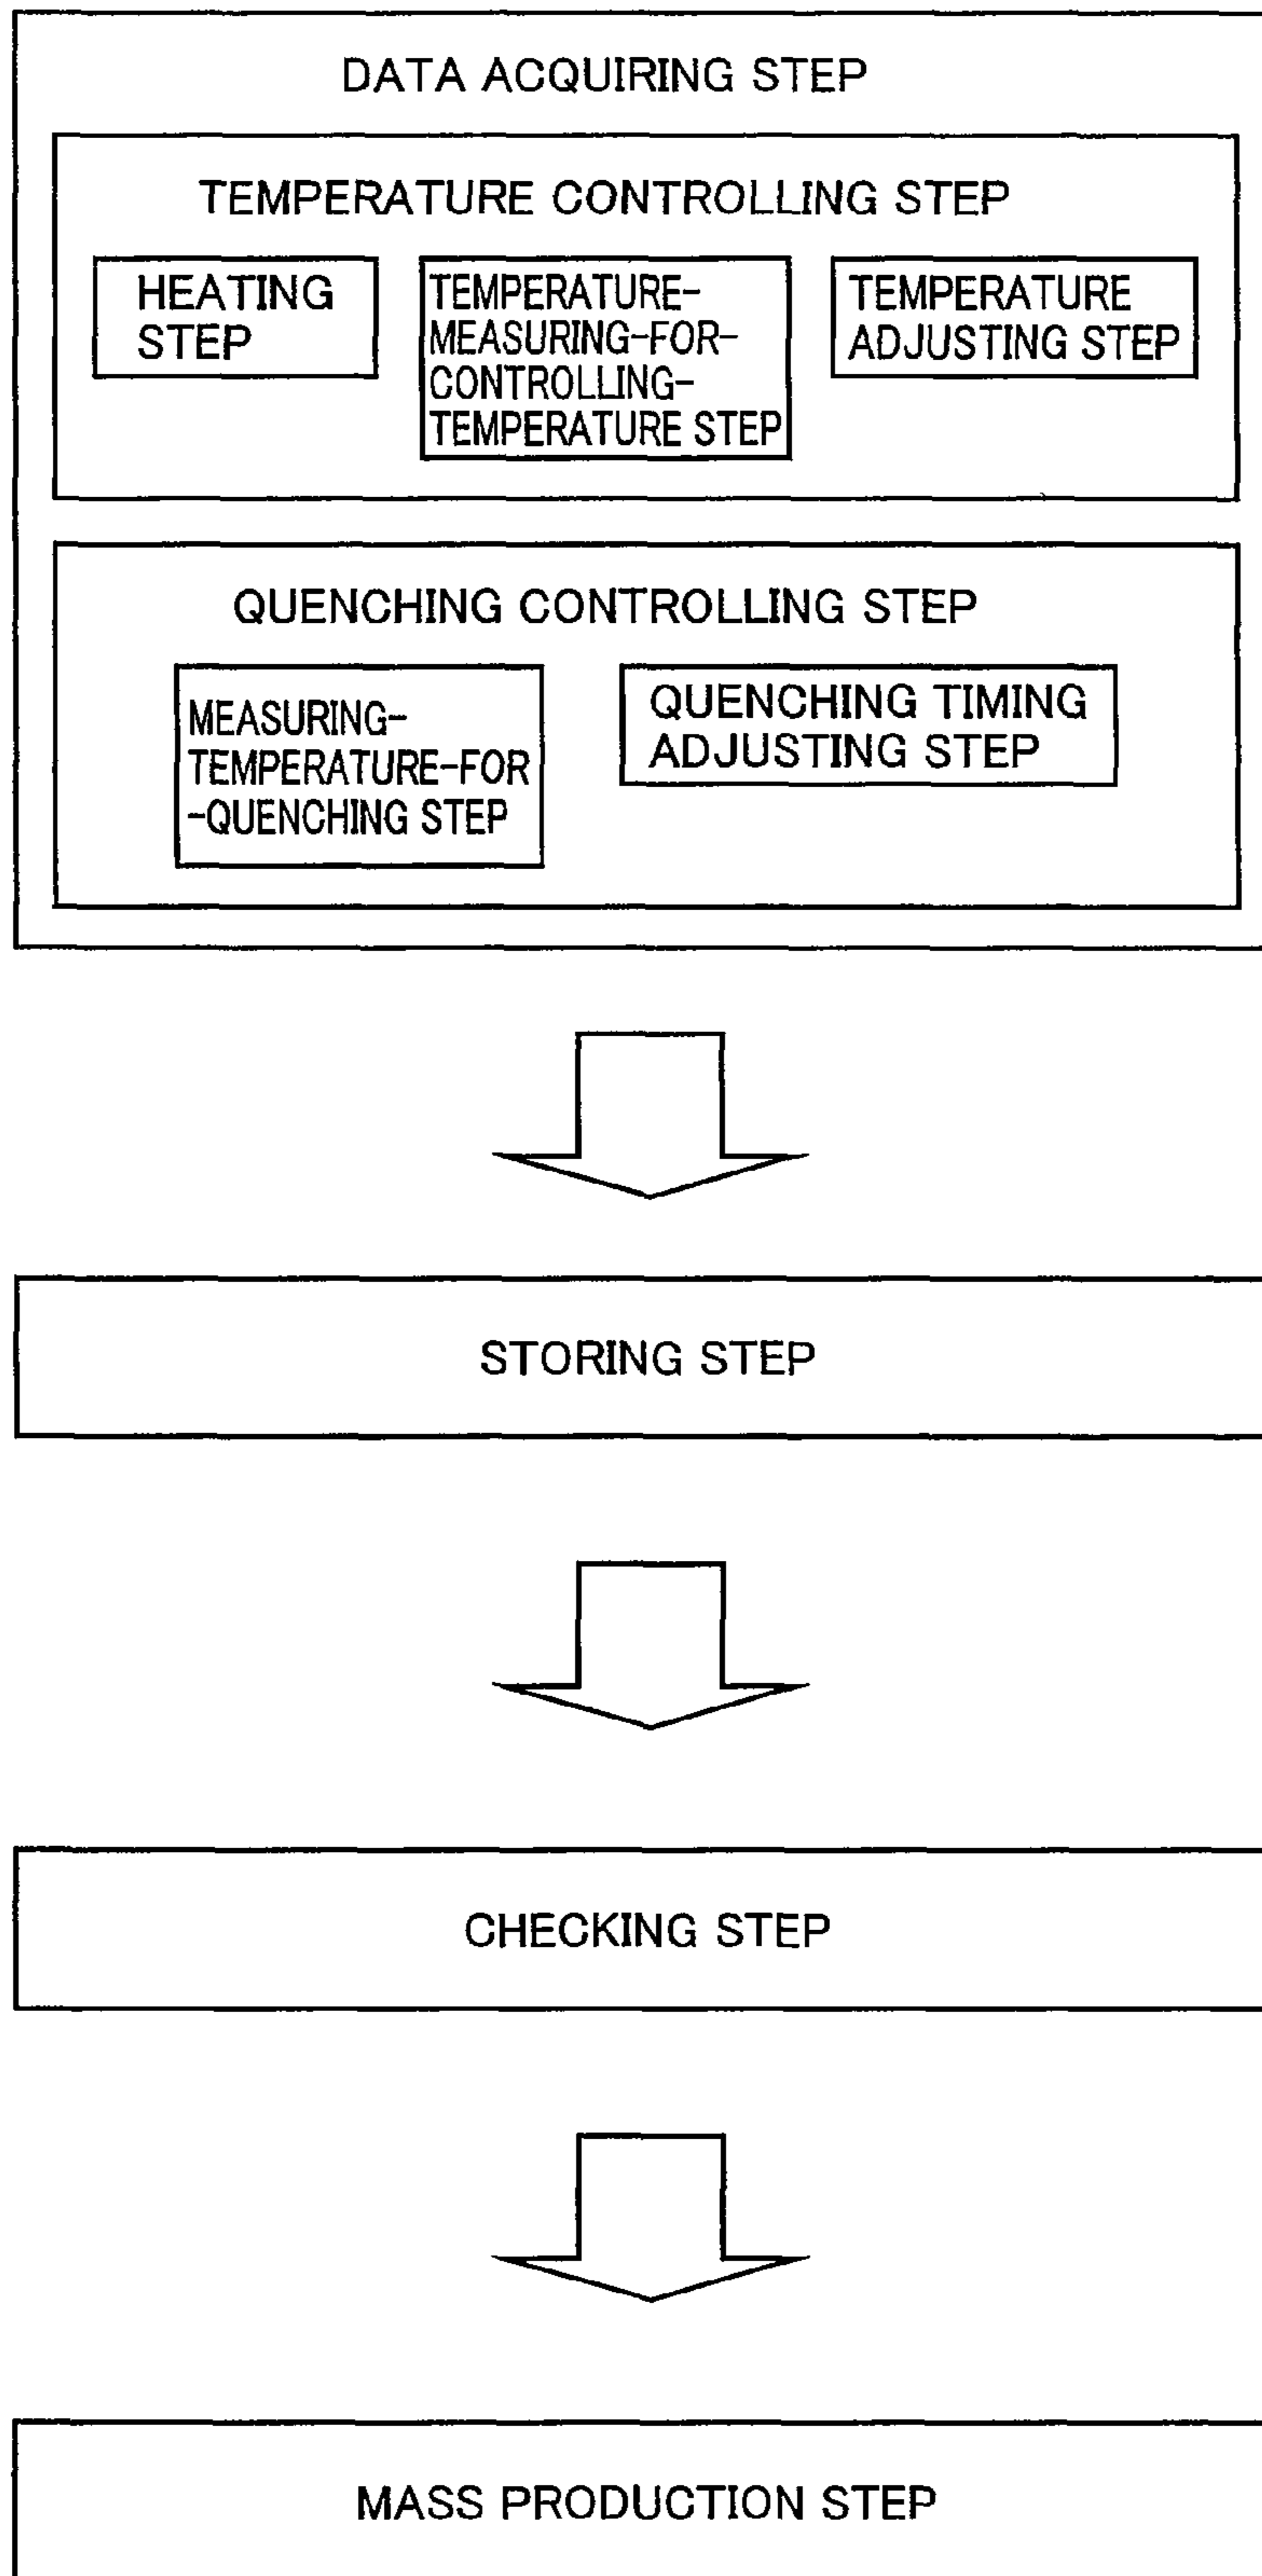 DATA ACQUIRING STEP
TEMPERATURE CONTROLLING STEP
HEATING
STEP
TEMPERATURE-
MEASURING-FOR-
CONTROLLING-
TEMPERATURE STEP
TEMPERATURE
ADJUSTING STEP
QUENCHING CONTROLLING STEP
MEASURING-
TEMPERATURE-FOR
-QUENCHING STEP
QUENCHING TIMING
ADJUSTING STEP
STORING STEP
CHECKING STEP
MASS PRODUCTION STEP